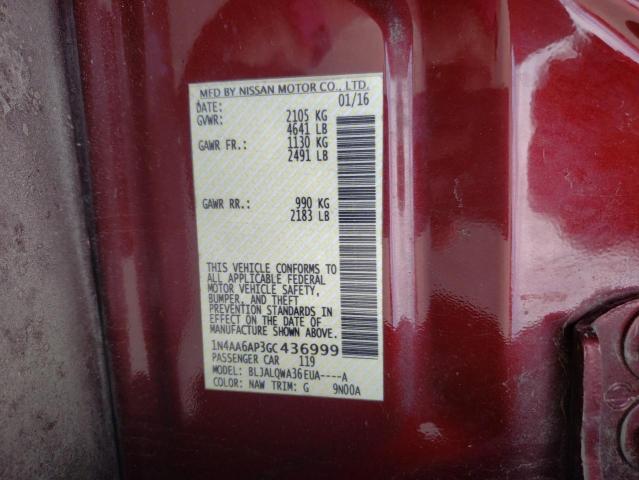 MFD BY NISSAN MOTOR CO., LTD.
DATE: 01/16
GVWR: 2105 KG
4641 LB
GAWR FR.: 1130 KG
2491 LB
GAWR RR.: 990 KG
2183 LB
THIS VEHICLE CONFORMS TO
ALL APPLICABLE FEDERAL
MOTOR VEHICLE SAFETY,
BUMPER, AND THEFT
PREVENTION STANDARDS IN
EFFECT ON THE DATE OF
MANUFACTURE SHOWN ABOVE.
1N4AA6AP3GC436999
PASSENGER CAR 119
MODEL: BLJALQWA36EUA----A
COLOR: NAW TRIM: G 9N00A